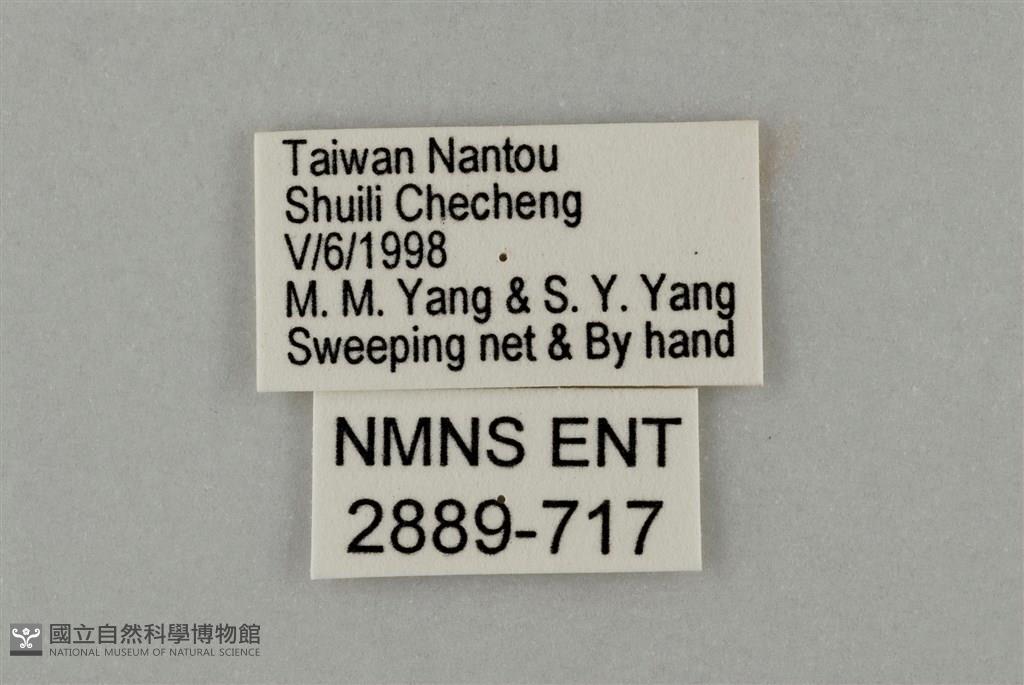 Taiwan Nantou
Shuili Checheng
V/6/1998
M. M. Yang & S. Y. Yang
Sweeping net & By hand
NMNS ENT
2889-717
國立自然科學博物館
NATIONAL MUSEUM OF NATURAL SCIENCE